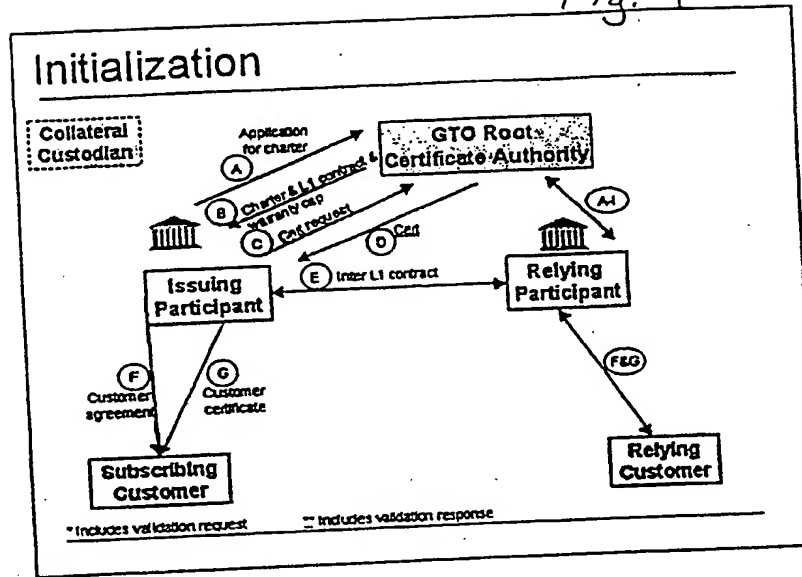 Fig.
Initialization
Collateral
Custodian
Application
for charter
GTO Root
Certificate Authority
A
B
Charter & L1 contract &
warranty cap
C
Cert request
D
Cert
A-I
E
Inter L1 contract
Issuing
Participant
Relying
Participant
F
Customer
agreement
G
Customer
certificate
F&G
Subscribing
Customer
Relying
Customer
* Includes validation request
** Includes validation response